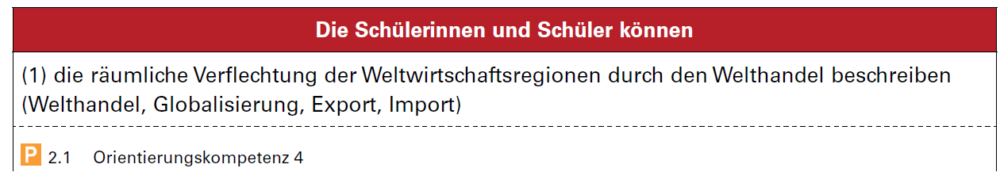 Die Schülerinnen und Schüler können
(1) die räumliche Verflechtung der Weltwirtschaftsregionen durch den Welthandel beschreiben
(Welthandel, Globalisierung, Export, Import)
P 2.1 Orientierungskompetenz 4